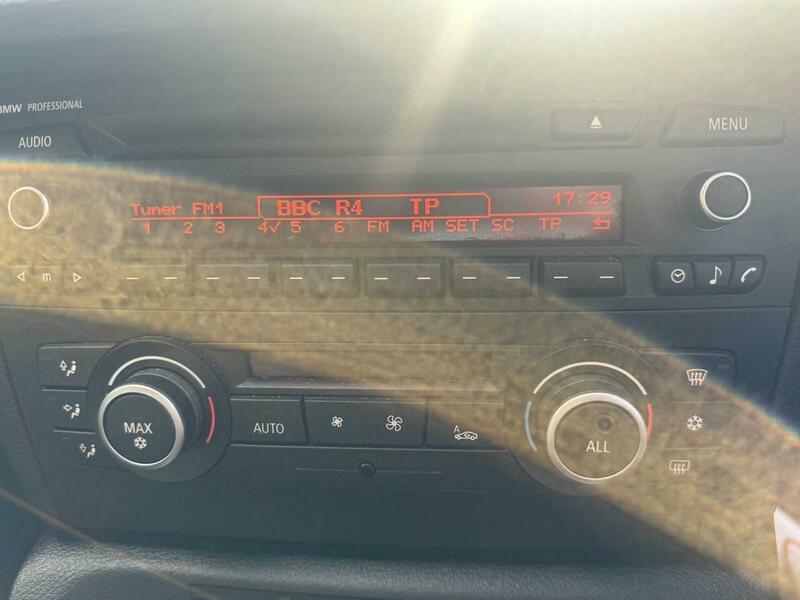 BMW PROFESSIONAL
AUDIO
MENU
Tuner FM1 BBC R4 TP 17:29
1 2 3 4√ 5 6 FM AM SET SC TP
m
MAX
AUTO
A
ALL